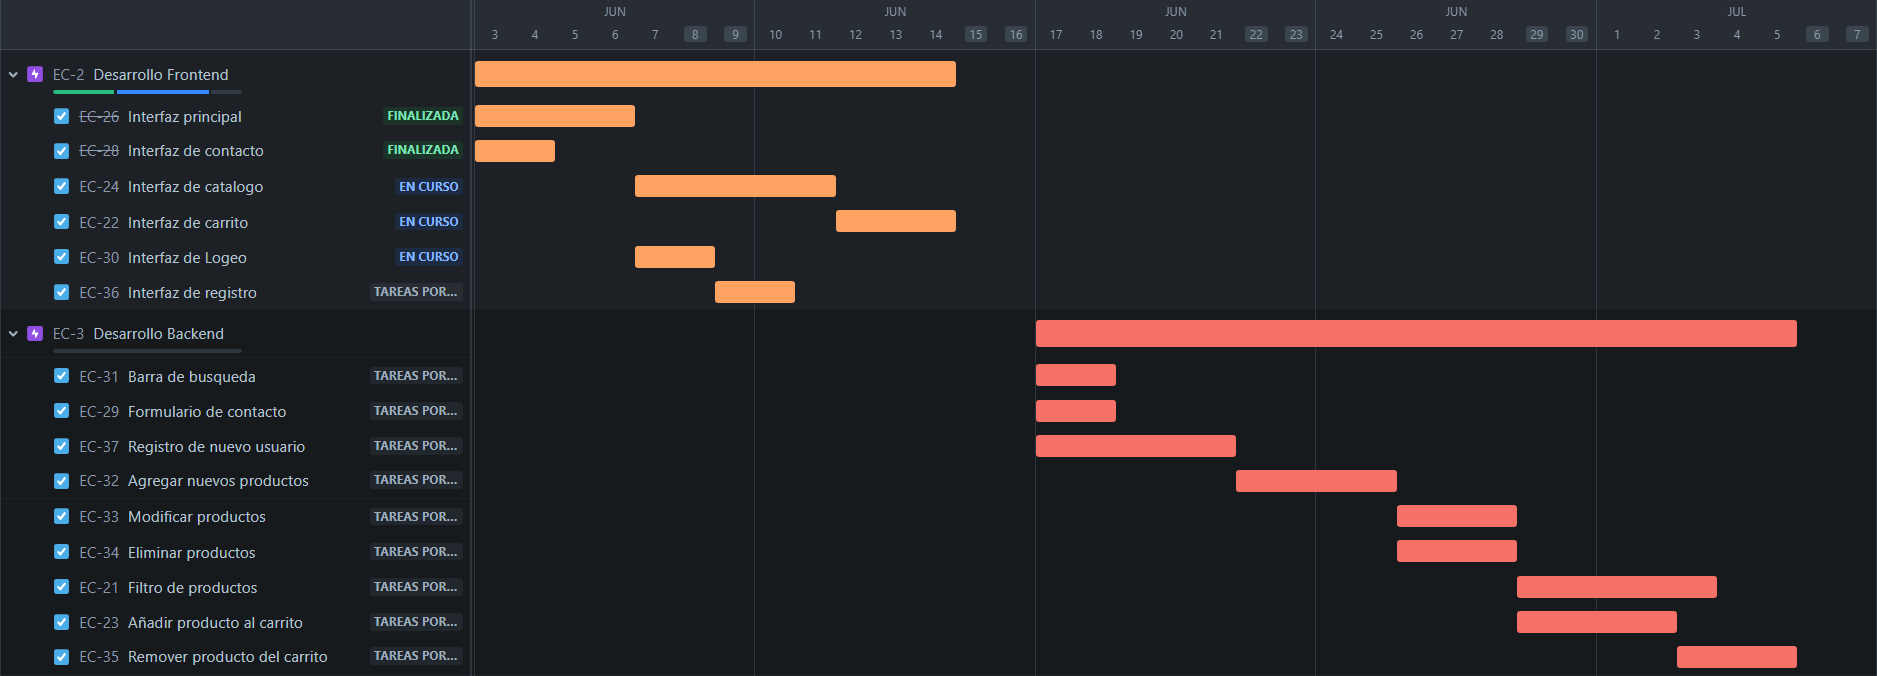 JUN JUN JUN JUN JUL
3 4 5 6 7 8 9 10 11 12 13 14 15 16 17 18 19 20 21 22 23 24 25 26 27 28 29 30 1 2 3 4 5 6 7
EC-2 Desarrollo Frontend
EC-26 Interfaz principal FINALIZADA
EC-28 Interfaz de contacto FINALIZADA
EC-24 Interfaz de catalogo EN CURSO
EC-22 Interfaz de carrito EN CURSO
EC-30 Interfaz de Logeo EN CURSO
EC-36 Interfaz de registro TAREAS POR...
EC-3 Desarrollo Backend
EC-31 Barra de busqueda TAREAS POR...
EC-29 Formulario de contacto TAREAS POR...
EC-37 Registro de nuevo usuario TAREAS POR...
EC-32 Agregar nuevos productos TAREAS POR...
EC-33 Modificar productos TAREAS POR...
EC-34 Eliminar productos TAREAS POR...
EC-21 Filtro de productos TAREAS POR...
EC-23 Añadir producto al carrito TAREAS POR...
EC-35 Remover producto del carrito TAREAS POR...